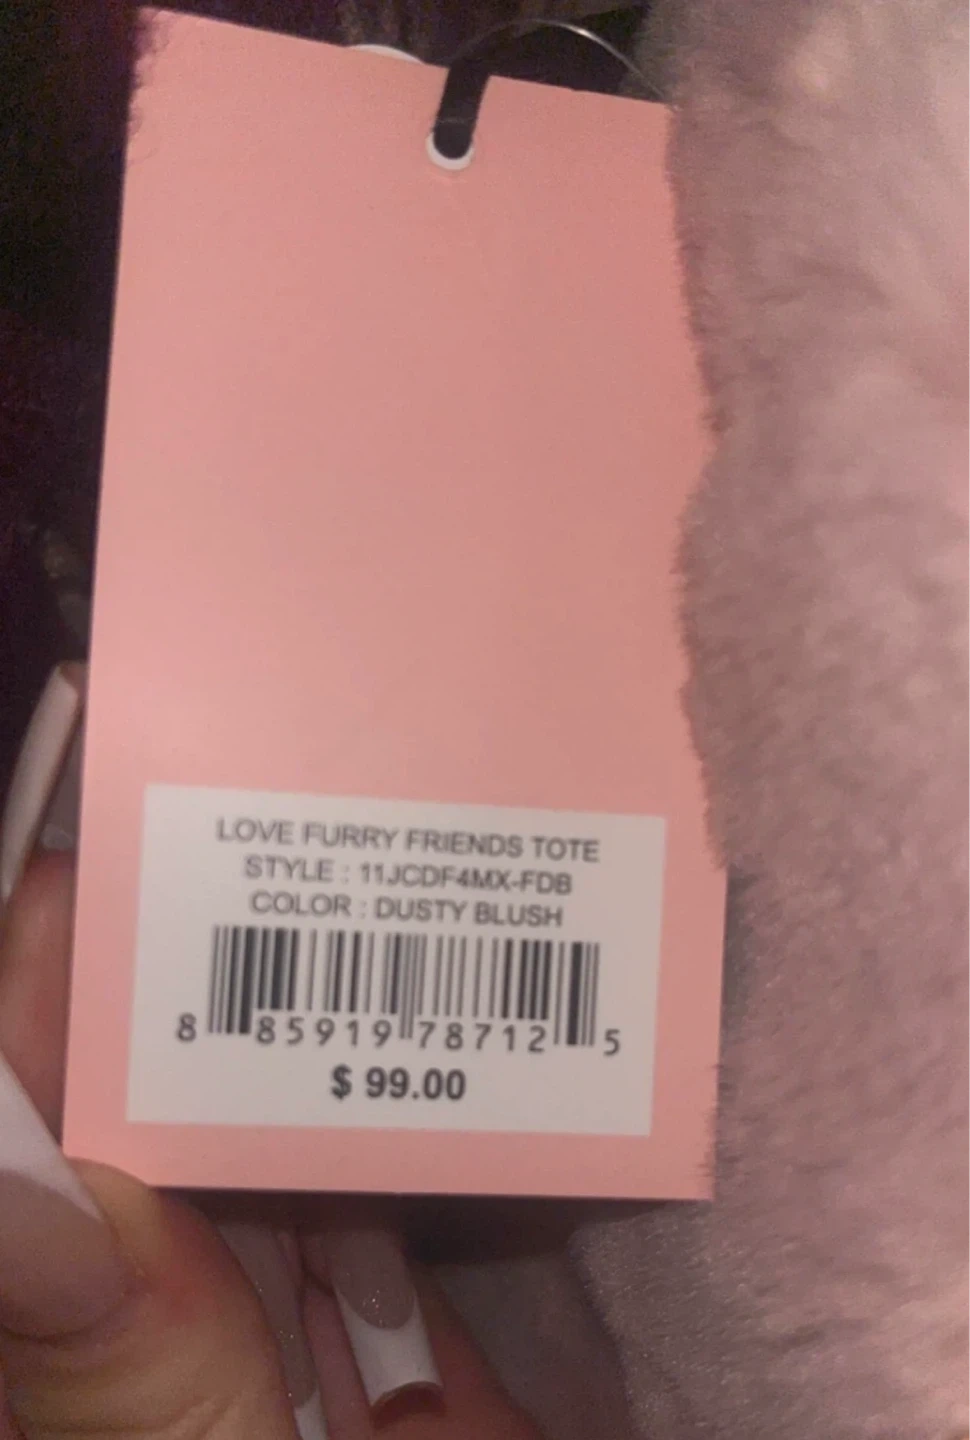 LOVE FURRY FRIENDS TOTE
STYLE : 11JCDF4MX-FDB
COLOR : DUSTY BLUSH
8 85919 78712 5
$ 99.00